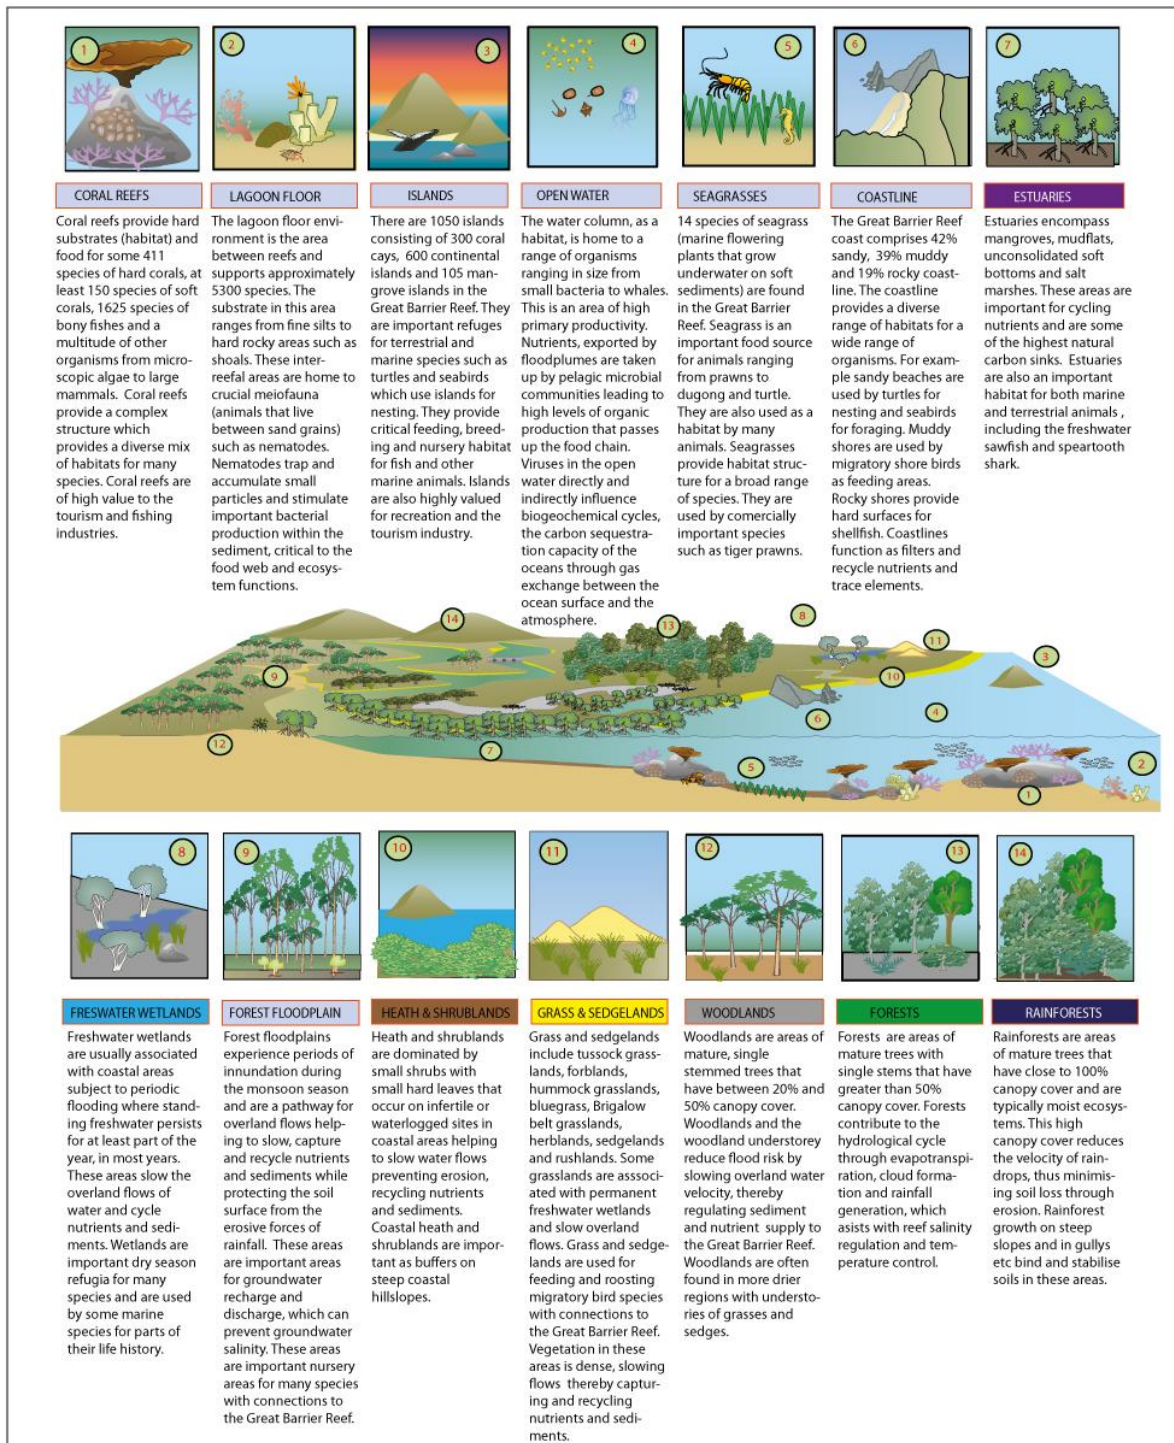 1
2
3
4
5
6
7
CORAL REEFS
Coral reefs provide hard
substrates (habitat) and
food for some 411
species of hard corals, at
least 150 species of soft
corals, 1625 species of
bony fishes and a
multitude of other
organisms from micro-
scopic algae to large
mammals. Coral reefs
provide a complex
structure which
provides a diverse mix
of habitats for many
species. Coral reefs are
of high value to the
tourism and fishing
industries.
LAGOON FLOOR
The lagoon floor envi-
ronment is the area
between reefs and
supports approximately
5300 species. The
substrate in this area
ranges from fine silts to
hard rocky areas such as
shoals. These inter-
reefal areas are home to
crucial meiofauna
(animals that live
between sand grains)
such as nematodes.
Nematodes trap and
accumulate small
particles and stimulate
important bacterial
production within the
sediment, critical to the
food web and ecosys-
tem functions.
ISLANDS
There are 1050 islands
consisting of 300 coral
cays, 600 continental
islands and 105 man-
grove islands in the
Great Barrier Reef. They
are important refuges
for terrestrial and
marine species such as
turtles and seabirds
which use islands for
nesting. They provide
critical feeding, breed-
ing and nursery habitat
for fish and other
marine animals. Islands
are also highly valued
for recreation and the
tourism industry.
OPEN WATER
The water column, as a
habitat, is home to a
range of organisms
ranging in size from
small bacteria to whales.
This is an area of high
primary productivity.
Nutrients, exported by
floodplumes are taken
up by pelagic microbial
communities leading to
high levels of organic
production that passes
up the food chain.
Viruses in the open
water directly and
indirectly influence
biogeochemical cycles,
the carbon sequestra-
tion capacity of the
oceans through gas
exchange between the
ocean surface and the
atmosphere.
SEAGRASSES
14 species of seagrass
(marine flowering
plants that grow
underwater on soft
sediments) are found
in the Great Barrier
Reef. Seagrass is an
important food source
for animals ranging
from prawns to
dugong and turtle.
They are also used as a
habitat by many
animals. Seagrasses
provide habitat struc-
ture for a broad range
of species. They are
used by comercially
important species
such as tiger prawns.
COASTLINE
The Great Barrier Reef
coast comprises 42%
sandy, 39% muddy
and 19% rocky coast-
line. The coastline
provides a diverse
range of habitats for a
wide range of
organisms. For exam-
ple sandy beaches are
used by turtles for
nesting and seabirds
for foraging. Muddy
shores are used by
migratory shore birds
as feeding areas.
Rocky shores provide
hard surfaces for
shellfish. Coastlines
function as filters and
recycle nutrients and
trace elements.
ESTUARIES
Estuaries encompass
mangroves, mudflats,
unconsolidated soft
bottoms and salt
marshes. These areas are
important for cycling
nutrients and are some
of the highest natural
carbon sinks. Estuaries
are also an important
habitat for both marine
and terrestrial animals ,
including the freshwater
sawfish and speartooth
shark.
14
13
8
11
3
9
10
4
6
12
7
5
2
1
8
9
10
11
12
13
14
FRESWATER WETLANDS
Freshwater wetlands
are usually associated
with coastal areas
subject to periodic
flooding where stand-
ing freshwater persists
for at least part of the
year, in most years.
These areas slow the
overland flows of
water and cycle
nutrients and sedi-
ments. Wetlands are
important dry season
refugia for many
species and are used
by some marine
species for parts of
their life history.
FOREST FLOODPLAIN
Forest floodplains
experience periods of
innundation during
the monsoon season
and are a pathway for
overland flows help-
ing to slow, capture
and recycle nutrients
and sediments while
protecting the soil
surface from the
erosive forces of
rainfall. These areas
are important areas
for groundwater
recharge and
discharge, which can
prevent groundwater
salinity. These areas
are important nursery
areas for many species
with connections to
the Great Barrier Reef.
HEATH & SHRUBLANDS
Heath and shrublands
are dominated by
small shrubs with
small hard leaves that
occur on infertile or
waterlogged sites in
coastal areas helping
to slow water flows
preventing erosion,
recycling nutrients
and sediments.
Coastal heath and
shrublands are impor-
tant as buffers on
steep coastal
hillslopes.
GRASS & SEDGELANDS
Grass and sedgelands
include tussock grass-
lands, forblands,
hummock grasslands,
bluegrass, Brigalow
belt grasslands,
herblands, sedgelands
and rushlands. Some
grasslands are asssoci-
ated with permanent
freshwater wetlands
and slow overland
flows. Grass and sedge-
lands are used for
feeding and roosting
migratory bird species
with connections to
the Great Barrier Reef.
Vegetation in these
areas is dense, slowing
flows thereby captur-
ing and recycling
nutrients and sedi-
ments.
WOODLANDS
Woodlands are areas of
mature, single
stemmed trees that
have between 20% and
50% canopy cover.
Woodlands and the
woodland understorey
reduce flood risk by
slowing overland water
velocity, thereby
regulating sediment
and nutrient supply to
the Great Barrier Reef.
Woodlands are often
found in more drier
regions with understo-
ries of grasses and
sedges.
FORESTS
Forests are areas of
mature trees with
single stems that have
greater than 50%
canopy cover. Forests
contribute to the
hydrological cycle
through evapotranspi-
ration, cloud forma-
tion and rainfall
generation, which
asists with reef salinity
regulation and tem-
perature control.
RAINFORESTS
Rainforests are areas
of mature trees that
have close to 100%
canopy cover and are
typically moist ecosys-
tems. This high
canopy cover reduces
the velocity of rain-
drops, thus minimis-
ing soil loss through
erosion. Rainforest
growth on steep
slopes and in gullys
etc bind and stabilise
soils in these areas.